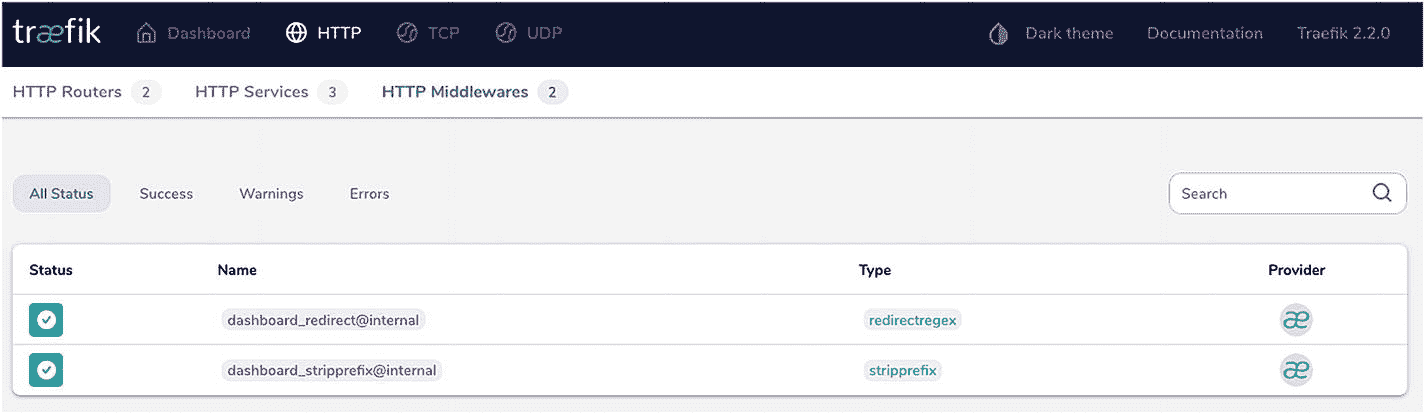 træfik Dashboard HTTP TCP UDP Dark theme Documentation Traefik 2.2.0
HTTP Routers 2 HTTP Services 3 HTTP Middlewares 2
All Status Success Warnings Errors Search
Status Name Type Provider
dashboard_redirect@internal redirectregex æ
dashboard_stripprefix@internal stripprefix æ